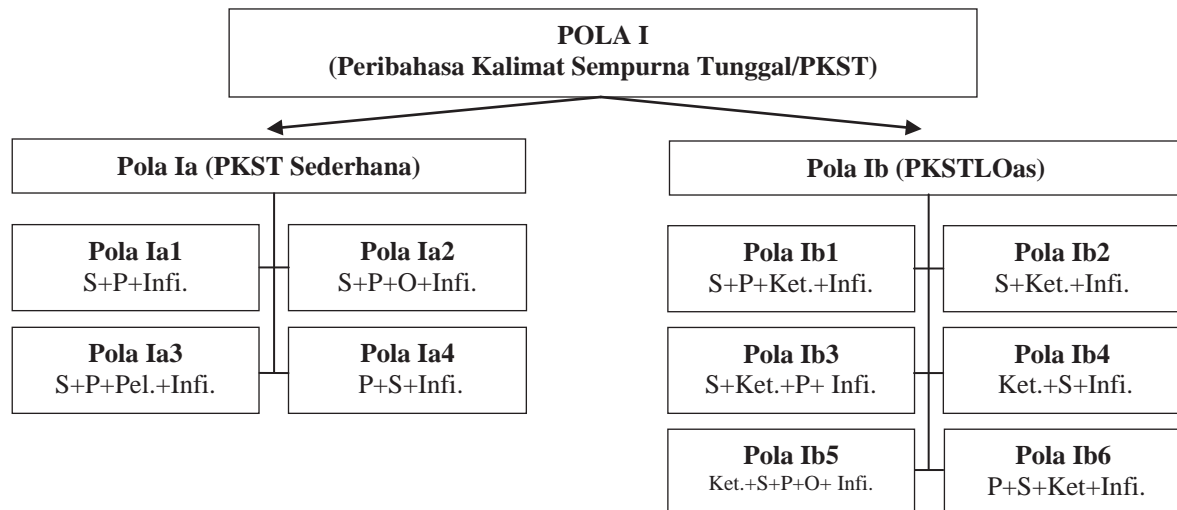 POLA I
(Peribahasa Kalimat Sempurna Tunggal/PKST)
Pola Ia (PKST Sederhana)
Pola Ia1
S+P+Infi.
Pola Ia2
S+P+O+Infi.
Pola Ia3
S+P+Pel.+Infi.
Pola Ia4
P+S+Infi.
Pola Ib (PKSTLOas)
Pola Ib1
S+P+Ket.+Infi.
Pola Ib2
S+Ket.+Infi.
Pola Ib3
S+Ket.+P+ Infi.
Pola Ib4
Ket.+S+Infi.
Pola Ib5
Ket.+S+P+O+ Infi.
Pola Ib6
P+S+Ket+Infi.